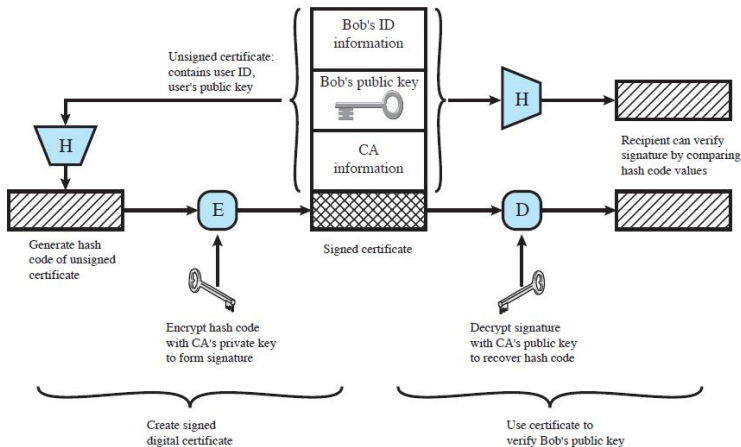 Unsigned certificate:
contains user ID,
user's public key
Bob's ID
information
Bob's public key
CA
information
H
H
Recipient can verify
signature by comparing
hash code values
E
D
Generate hash
code of unsigned
certificate
Signed certificate
Encrypt hash code
with CA's private key
to form signature
Decrypt signature
with CA's public key
to recover hash code
Create signed
digital certificate
Use certificate to
verify Bob's public key